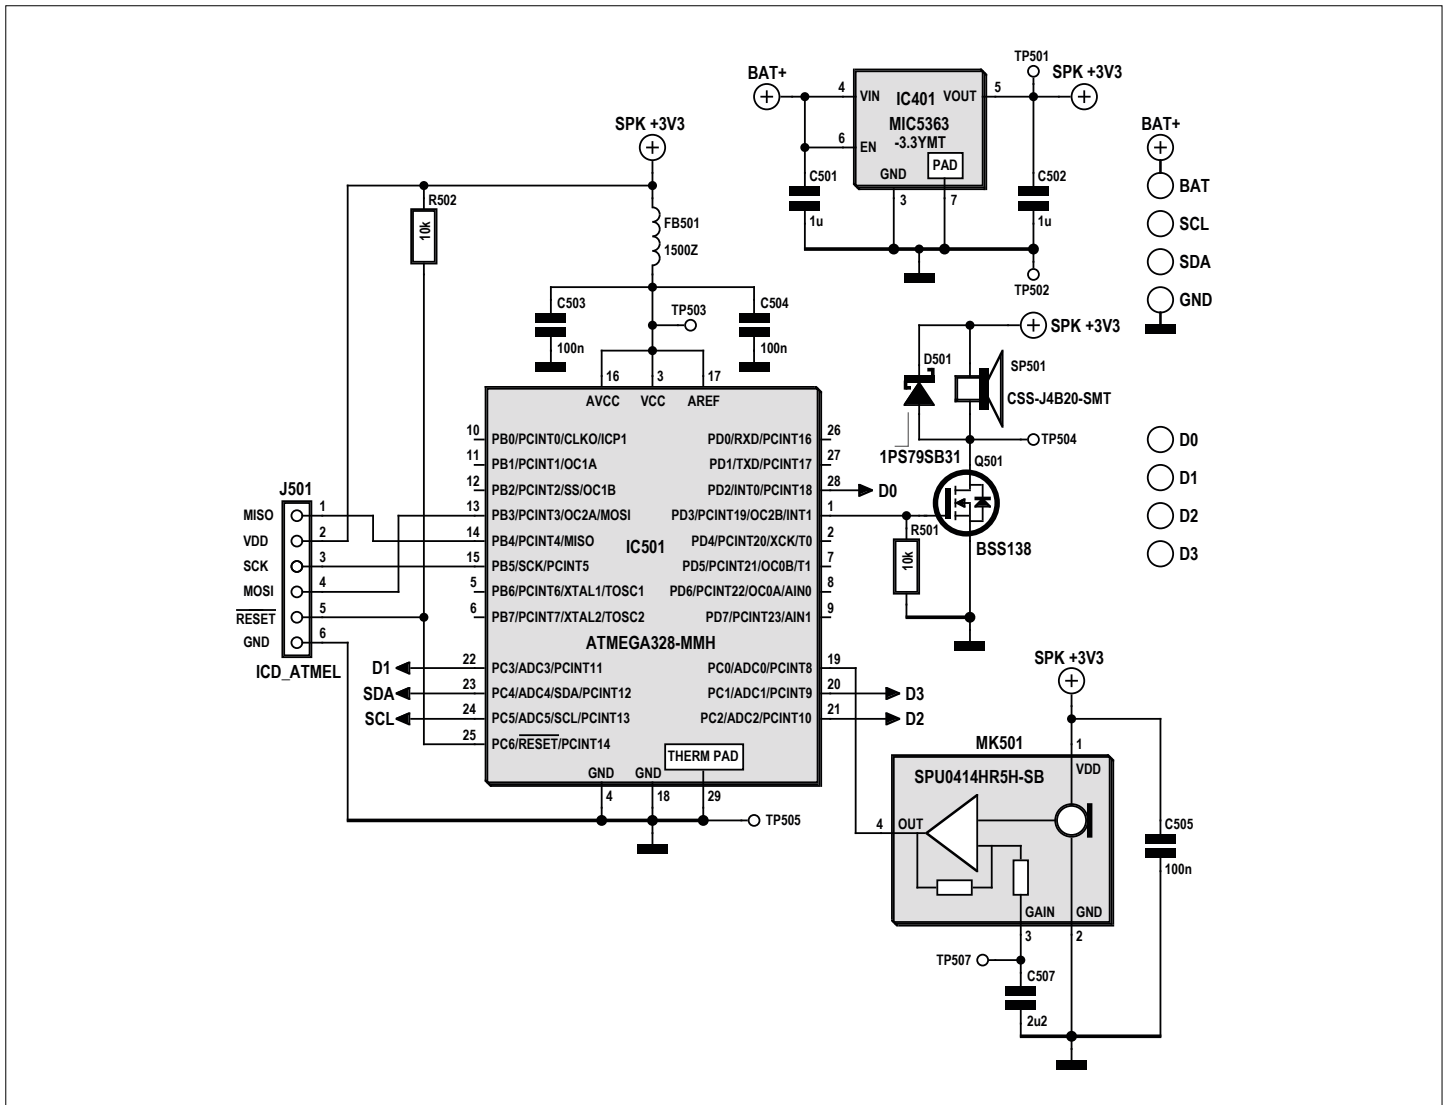 TP501
BAT+
SPK +3V3
4 VIN IC401 VOUT 5
MIC5363
-3.3YMT
6 EN
PAD
GND
C501
1u
3
7
C502
1u
TP502
BAT+
BAT
SCL
SDA
GND
SPK +3V3
R502
10k
FB501
1500Z
C503
100n
TP503
C504
100n
SPK +3V3
D501
SP501
CSS-J4B20-SMT
TP504
1PS79SB31
Q501
BSS138
R501
10k
D0
D1
D2
D3
16 3 17
AVCC VCC AREF
10 PB0/PCINT0/CLKO/ICP1
11 PB1/PCINT1/OC1A
12 PB2/PCINT2/SS/OC1B
13 PB3/PCINT3/OC2A/MOSI
14 PB4/PCINT4/MISO
15 PB5/SCK/PCINT5
5 PB6/PCINT6/XTAL1/TOSC1
6 PB7/PCINT7/XTAL2/TOSC2
PD0/RXD/PCINT16 26
PD1/TXD/PCINT17 27
PD2/INT0/PCINT18 28 D0
PD3/PCINT19/OC2B/INT1 1
PD4/PCINT20/XCK/T0 2
PD5/PCINT21/OC0B/T1 7
PD6/PCINT22/OC0A/AIN0 8
PD7/PCINT23/AIN1 9
IC501
ATMEGA328-MMH
J501
MISO 1
VDD 2
SCK 3
MOSI 4
RESET 5
GND 6
ICD_ATMEL
D1 22 PC3/ADC3/PCINT11
SDA 23 PC4/ADC4/SDA/PCINT12
SCL 24 PC5/ADC5/SCL/PCINT13
25 PC6/RESET/PCINT14
PC0/ADC0/PCINT8 19
PC1/ADC1/PCINT9 20 D3
PC2/ADC2/PCINT10 21 D2
THERM PAD
GND GND
4 18 29
TP505
SPK +3V3
MK501
1
VDD
SPU0414HR5H-SB
4 OUT
GAIN
GND
3
2
C505
100n
TP507
C507
2u2